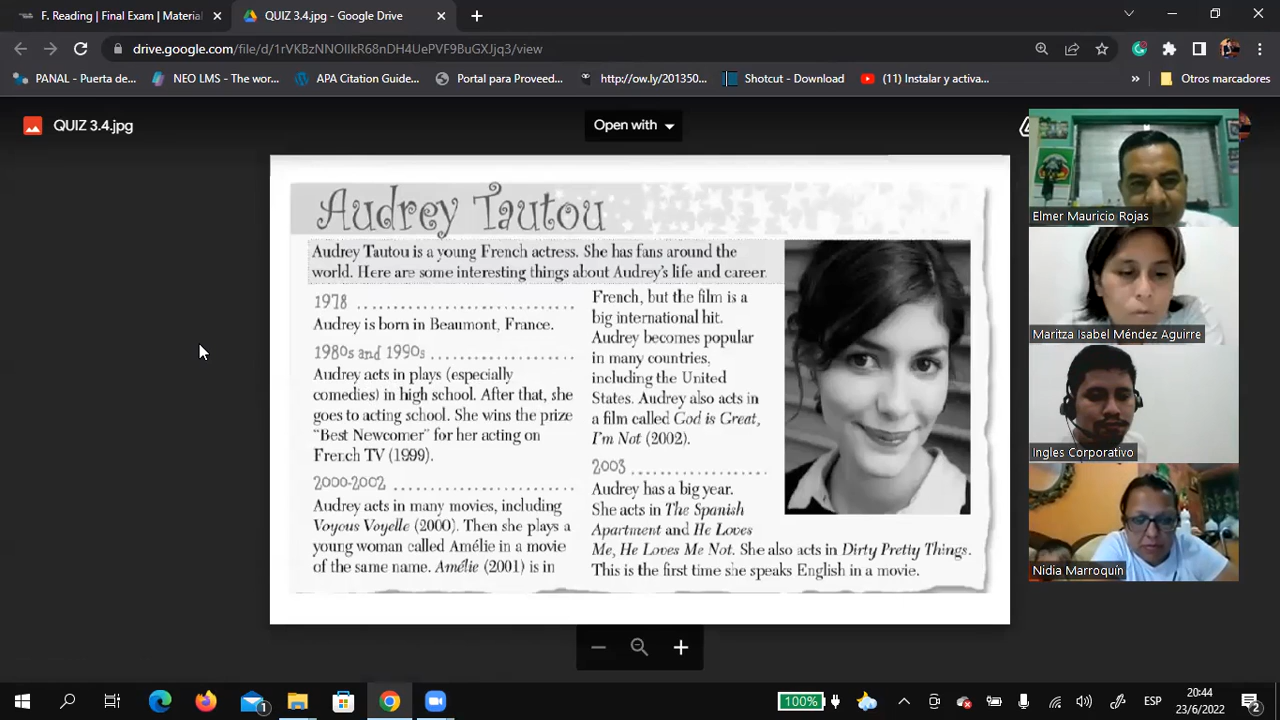 F. Reading | Final Exam | Material
QUIZ 3.4.jpg - Google Drive
drive.google.com/file/d/1rVKBzNNOIlkR68nDH4UePVF9BuGXJjq3/view
PANAL - Puerta de...
NEO LMS - The wor...
APA Citation Guide...
Portal para Proveed...
http://ow.ly/201350...
Shotcut - Download
(11) Instalar y activa...
»
Otros marcadores
QUIZ 3.4.jpg
Open with
Audrey Tautou
Audrey Tautou is a young French actress. She has fans around the
world. Here are some interesting things about Audrey's life and career.
1978
Audrey is born in Beaumont, France.
1980s and 1990s
Audrey acts in plays (especially
comedies) in high school. After that, she
goes to acting school. She wins the prize
"Best Newcomer" for her acting on
French TV (1999).
2000-2002
Audrey acts in many movies, including
Voyous Voyelle (2000). Then she plays a
young woman called Amélie in a movie
of the same name. Amélie (2001) is in
French, but the film is a
big international hit.
Audrey becomes popular
in many countries,
including the United
States. Audrey also acts in
a film called God is Great,
I'm Not (2002).
2003
Audrey has a big year.
She acts in The Spanish
Apartment and He Loves
Me, He Loves Me Not. She also acts in Dirty Pretty Things.
This is the first time she speaks English in a movie.
Elmer Mauricio Rojas
Maritza Isabel Méndez Aguirre
Ingles Corporativo
Nidia Marroquín
100%
ESP
20:44
23/6/2022
1
2